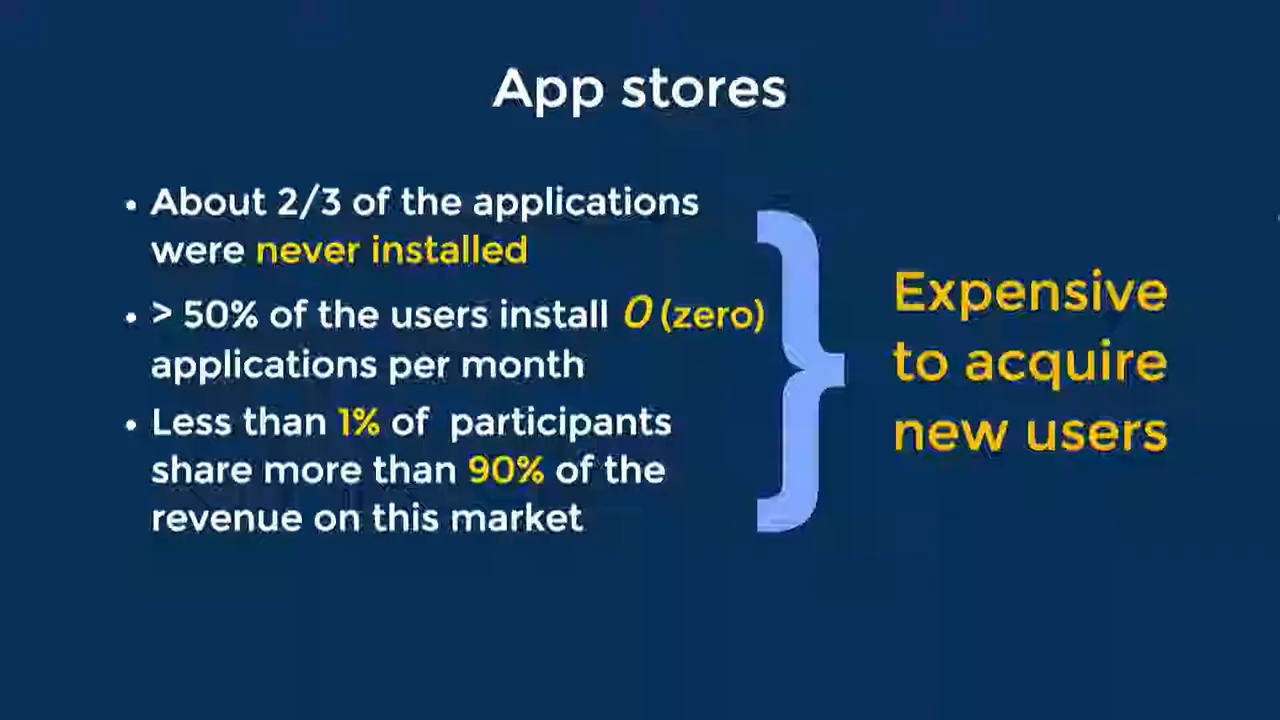 App stores
• About 2/3 of the applications
were never installed
• > 50% of the users install 0 (zero)
applications per month
• Less than 1% of participants
share more than 90% of the
revenue on this market
Expensive
to acquire
new users